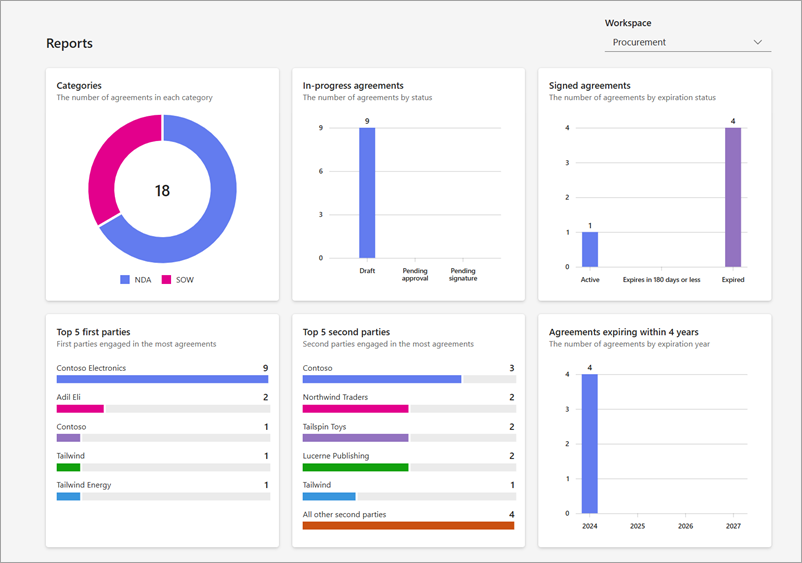 Workspace
Reports
Procurement
Categories
The number of agreements in each category
18
NDA
SOW
In-progress agreements
The number of agreements by status
9
9
6
3
0
Draft
Pending
approval
Pending
signature
Signed agreements
The number of agreements by expiration status
4
4
3
2
1
1
0
Active
Expires in 180 days or less
Expired
Top 5 first parties
First parties engaged in the most agreements
Contoso Electronics 9
Adil Eli 2
Contoso 1
Tailwind 1
Tailwind Energy 1
Top 5 second parties
Second parties engaged in the most agreements
Contoso 3
Northwind Traders 2
Tailspin Toys 2
Lucerne Publishing 2
Tailwind 1
All other second parties 4
Agreements expiring within 4 years
The number of agreements by expiration year
4
4
3
2
1
0
2024 2025 2026 2027